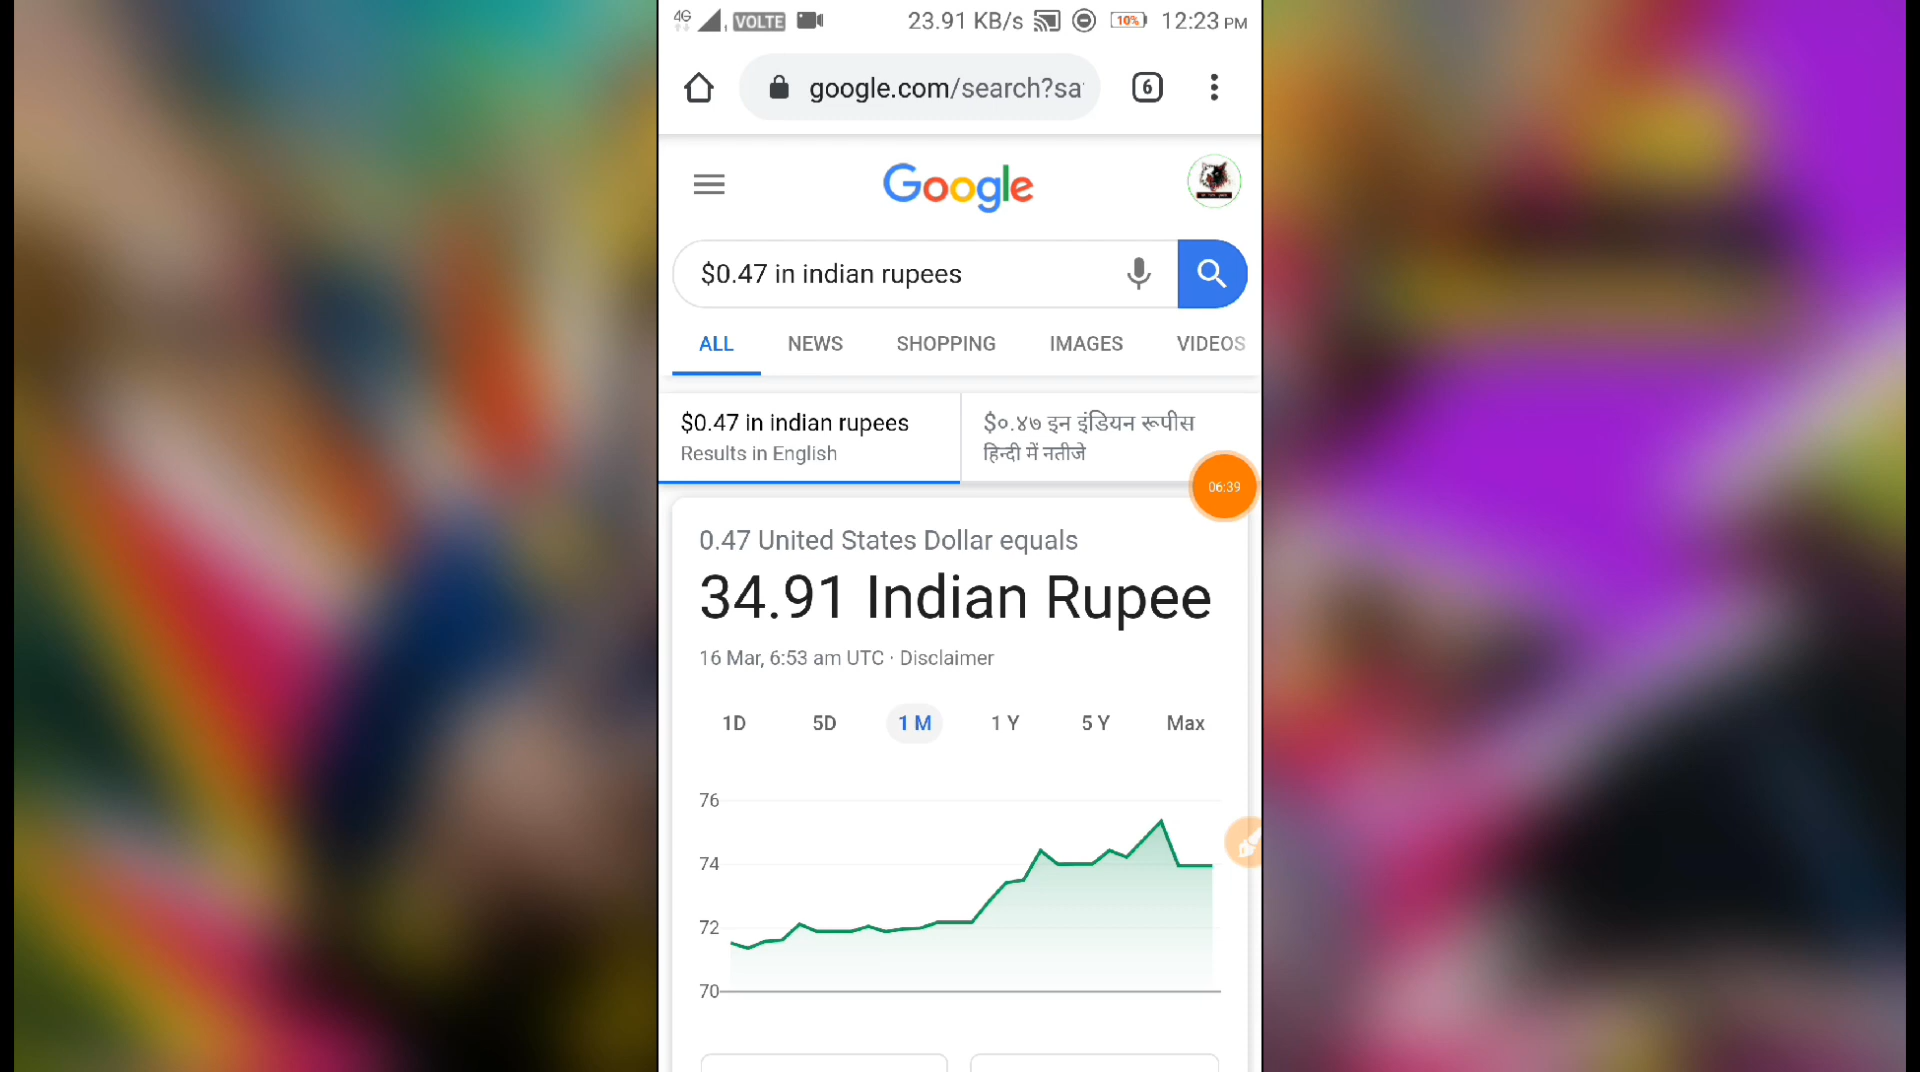 4G VOLTE 23.91 KB/s 10% 12:23 PM
google.com/search?sa
6
Google
$0.47 in indian rupees
ALL NEWS SHOPPING IMAGES VIDEOS
$0.47 in indian rupees
Results in English
$०.४७ इन इंडियन रूपीस
हिन्दी में नतीजे
06:39
0.47 United States Dollar equals
34.91 Indian Rupee
16 Mar, 6:53 am UTC · Disclaimer
1D 5D 1 M 1 Y 5 Y Max
76
74
72
70